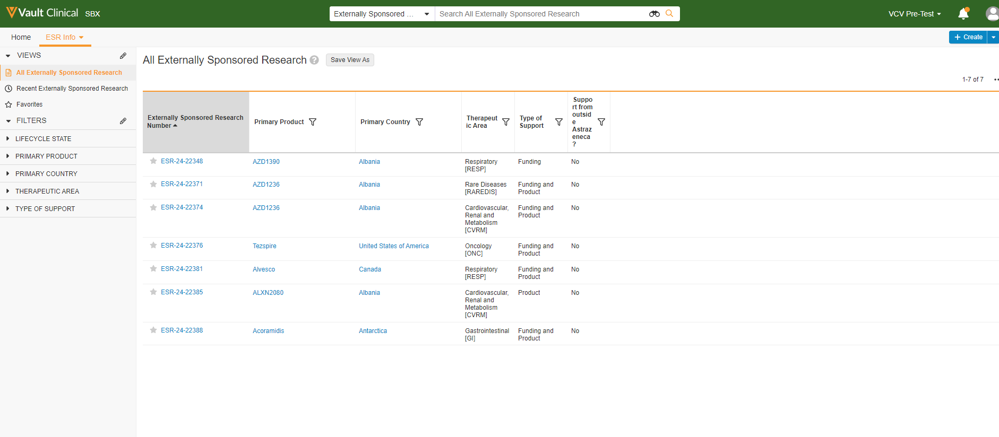 Vault Clinical SBX
Externally Sponsored ...
Search All Externally Sponsored Research
VCV Pre-Test
Home
ESR Info
+ Create
VIEWS
All Externally Sponsored Research
Recent Externally Sponsored Research
Favorites
FILTERS
LIFECYCLE STATE
PRIMARY PRODUCT
PRIMARY COUNTRY
THERAPEUTIC AREA
TYPE OF SUPPORT
All Externally Sponsored Research ?
Save View As
1-7 of 7
Externally Sponsored Research
Number
Primary Product
Primary Country
Therapeut
ic Area
Type of
Support
Suppo
rt from
outsid
e
Astraz
eneca
?
ESR-24-22348
AZD1390
Albania
Respiratory
[RESP]
Funding
No
ESR-24-22371
AZD1236
Albania
Rare Diseases
[RAREDIS]
Funding and
Product
No
ESR-24-22374
AZD1236
Albania
Cardiovascular,
Renal and
Metabolism
[CVRM]
Funding and
Product
No
ESR-24-22376
Tezspire
United States of America
Oncology
[ONC]
Funding and
Product
No
ESR-24-22381
Alvesco
Canada
Respiratory
[RESP]
Funding and
Product
No
ESR-24-22385
ALXN2080
Albania
Cardiovascular,
Renal and
Metabolism
[CVRM]
Product
No
ESR-24-22388
Acoramidis
Antarctica
Gastrointestinal
[GI]
Funding and
Product
No